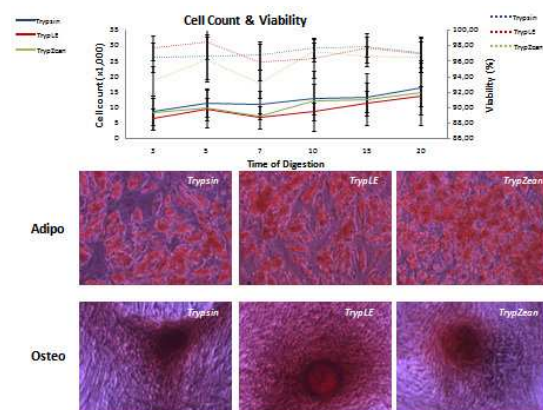 Cell Count & Viability
Trypsin
TrypLE
TrypZean
Trypsin
TrypLE
TrypZean
Cell count (x1,000)
35
30
25
20
15
10
5
0
100,00
98,00
96,00
94,00
92,00
90,00
88,00
86,00
Viability (%)
3 5 7 10 15 20
Time of Digestion
Adipo
Trypsin
TrypLE
TrypZean
Osteo
Trypsin
TrypLE
TrypZean